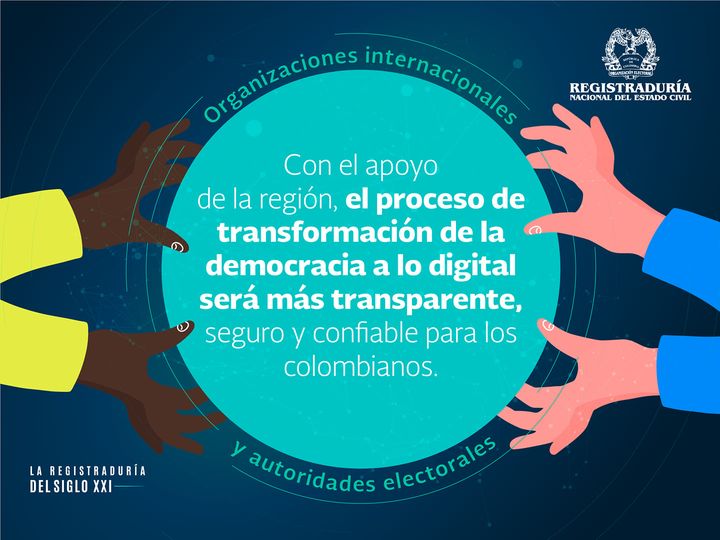 Organizaciones internacionales
REGISTRADURÍA
NACIONAL DEL ESTADO CIVIL
Con el apoyo
de la región, el proceso de
transformación de la
democracia a lo digital
será más transparente,
seguro y confiable para los
colombianos.
y autoridades electorales
LA REGISTRADURÍA
DEL SIGLO XXI